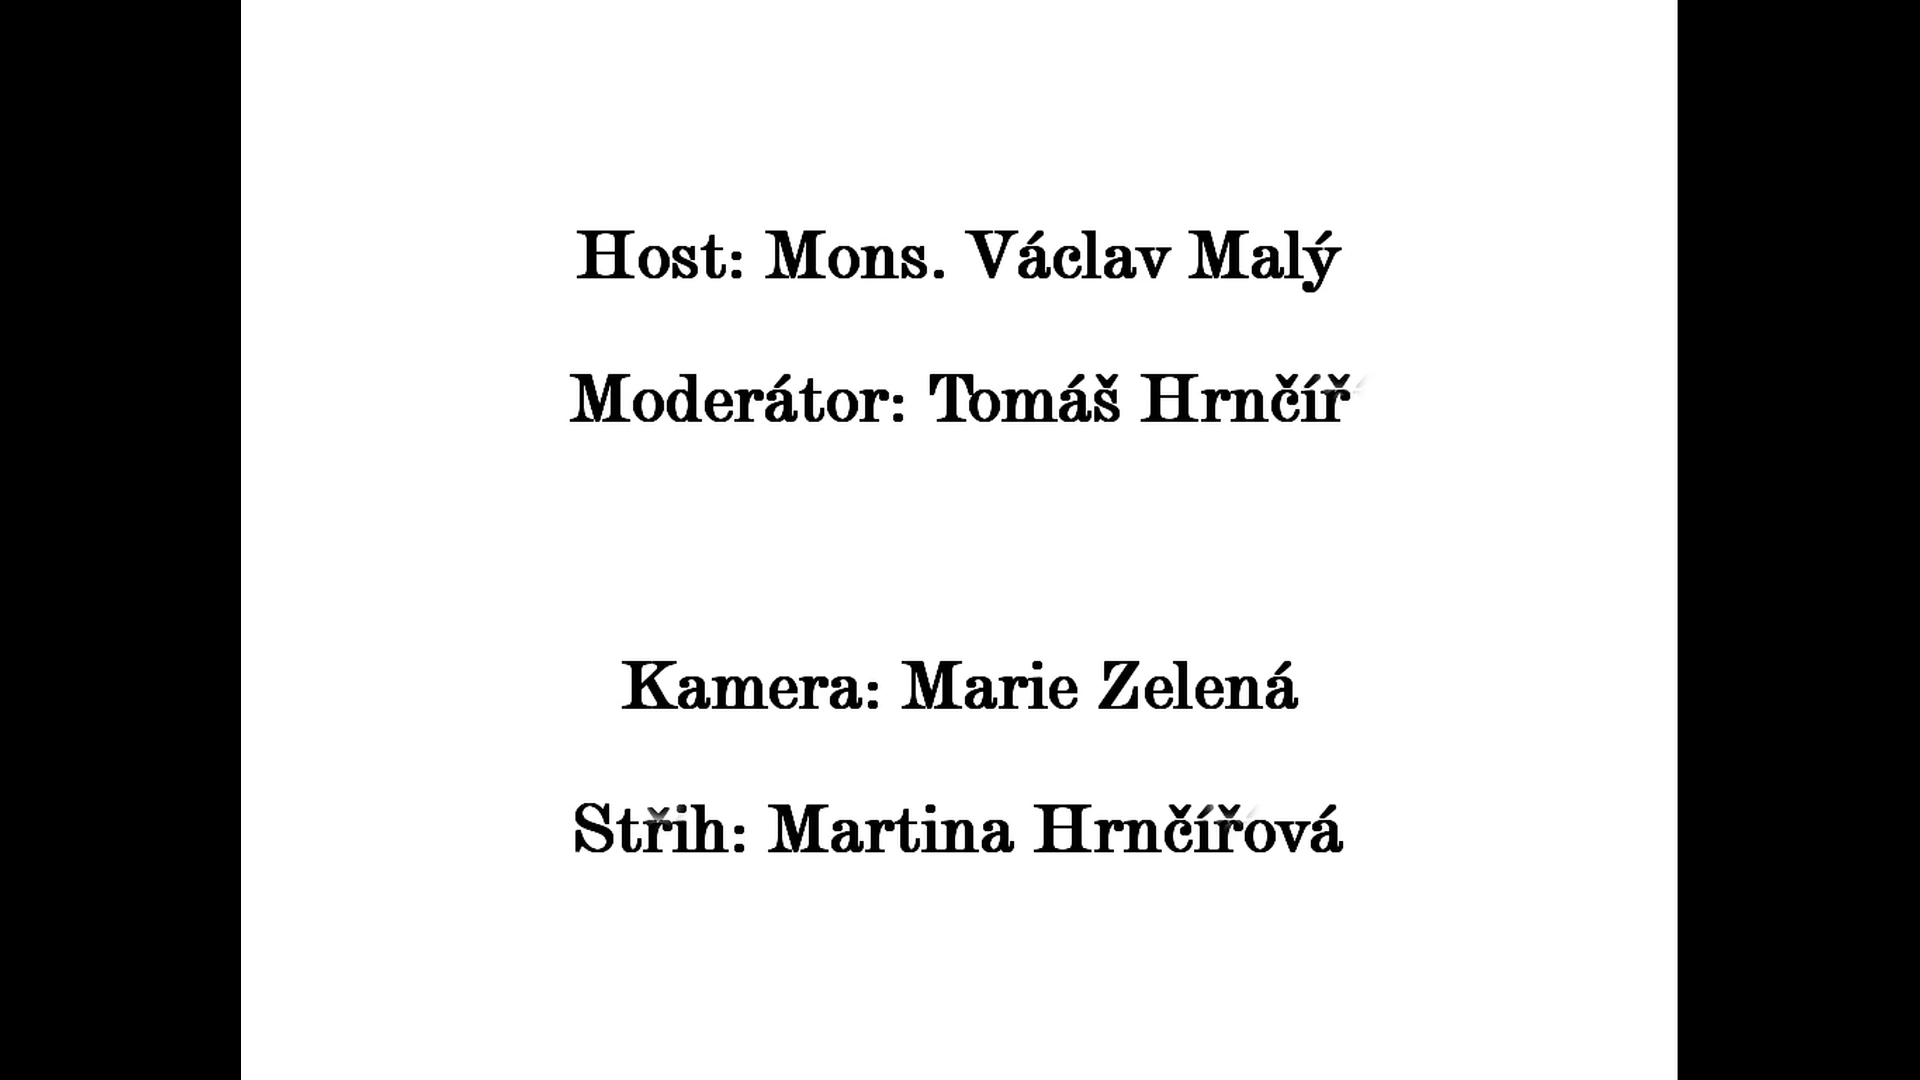 Host: Mons. Václav Malý
Moderátor: Tomáš Hrnčíř
Kamera: Marie Zelená
Střih: Martina Hrnčířová